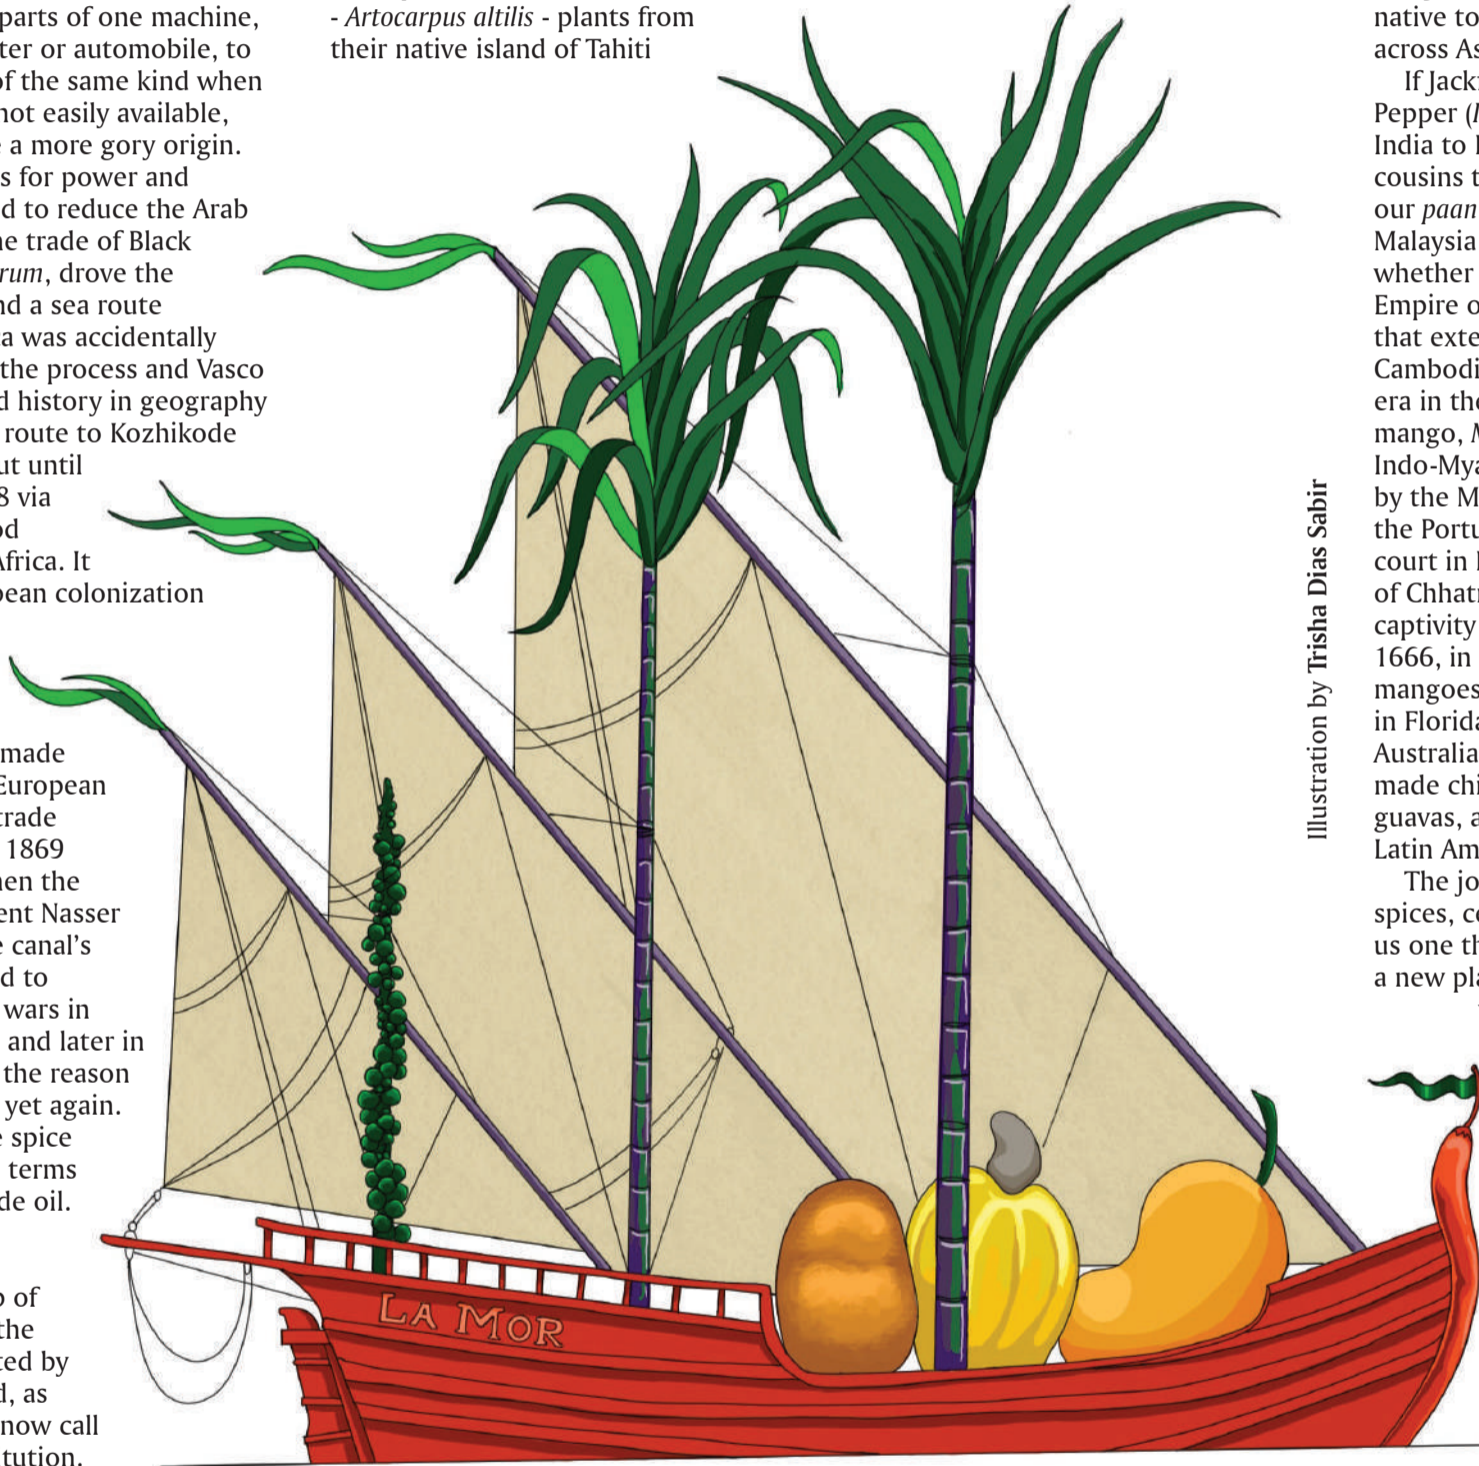 parts of one machine,
ter or automobile, to
of the same kind when
not easily available,
a more gory origin.
s for power and
d to reduce the Arab
he trade of Black
rum, drove the
nd a sea route
ca was accidentally
the process and Vasco
d history in geography
route to Kozhikode
ut until
8 via
od
Africa. It
pean colonization
made
European
trade
1869
hen the
ent Nasser
e canal's
d to
wars in
and later in
the reason
yet again.
e spice
terms
de oil.
p of
the
ted by
d, as
now call
tution.
- Artocarpus altilis - plants from
their native island of Tahiti
LA MOR
Illustration by Trisha Dias Sabir
native to
across As
If Jack
Pepper (
India to
cousins t
our paan
Malaysia
whether
Empire o
that exte
Cambodi
era in the
mango, M
Indo-Mya
by the M
the Portu
court in
of Chhatr
captivity
1666, in
mangoes
in Florida
Australia
made chi
guavas, a
Latin Am
The jo
spices, co
us one th
a new pla